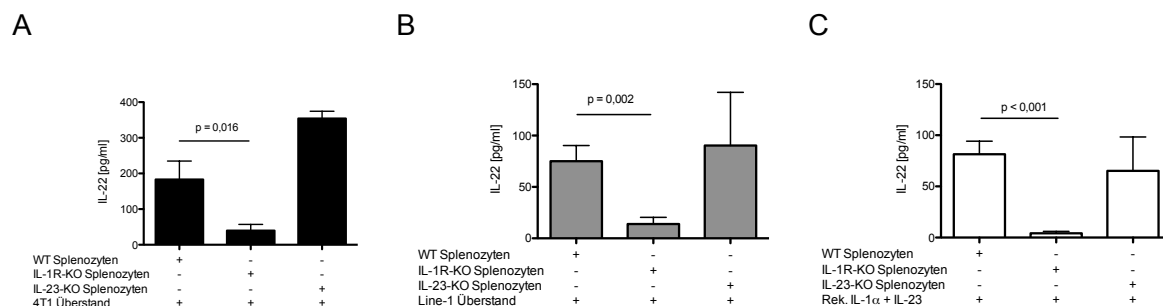 A
IL-22 [pg/ml]
400
300
200
100
0
p = 0,016
WT Splenozyten + - -
IL-1R-KO Splenozyten - + -
IL-23-KO Splenozyten - - +
4T1 Überstand + + +
B
IL-22 [pg/ml]
150
100
50
0
p = 0,002
WT Splenozyten + - -
IL-1R-KO Splenozyten - + -
IL-23-KO Splenozyten - - +
Line-1 Überstand + + +
C
IL-22 [pg/ml]
150
100
50
0
p < 0,001
WT Splenozyten + - -
IL-1R-KO Splenozyten - + -
IL-23-KO Splenozyten - - +
Rek. IL-1α + IL-23 + + +